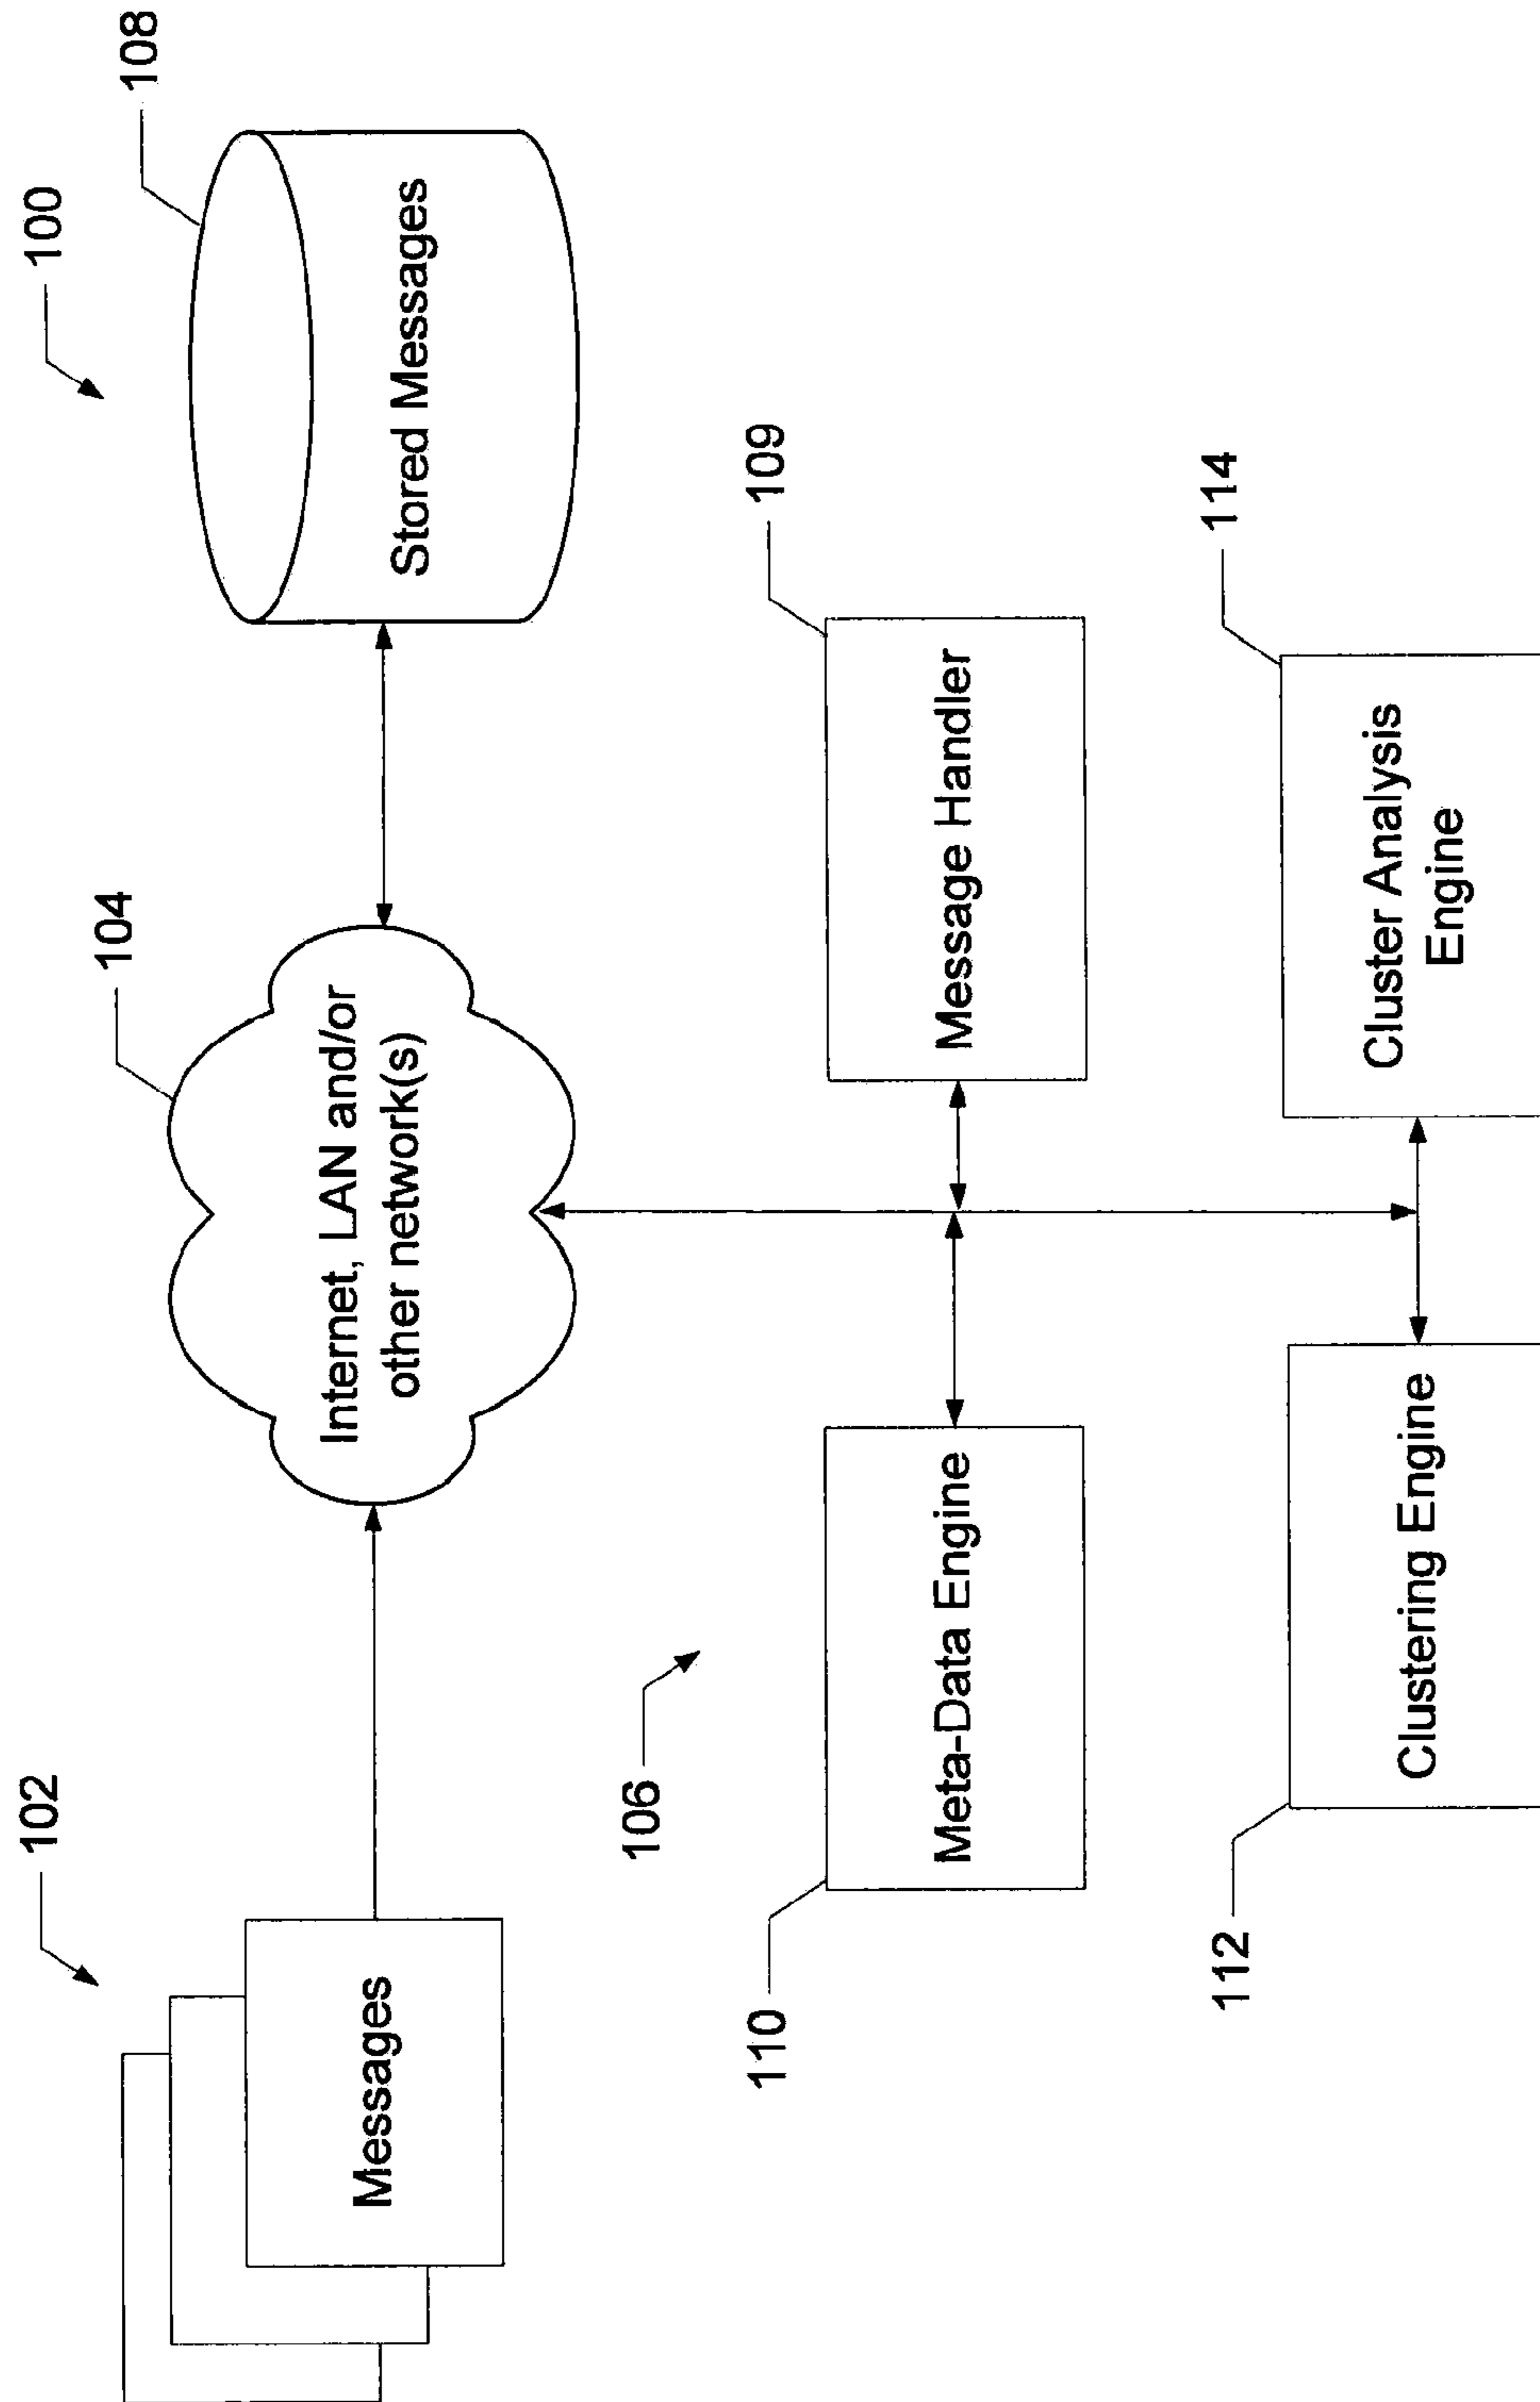 100
102
104
108
Messages
Internet, LAN and/or
other network(s)
Stored Messages
106
110
109
Meta-Data Engine
Message Handler
112
114
Clustering Engine
Cluster Analysis
Engine